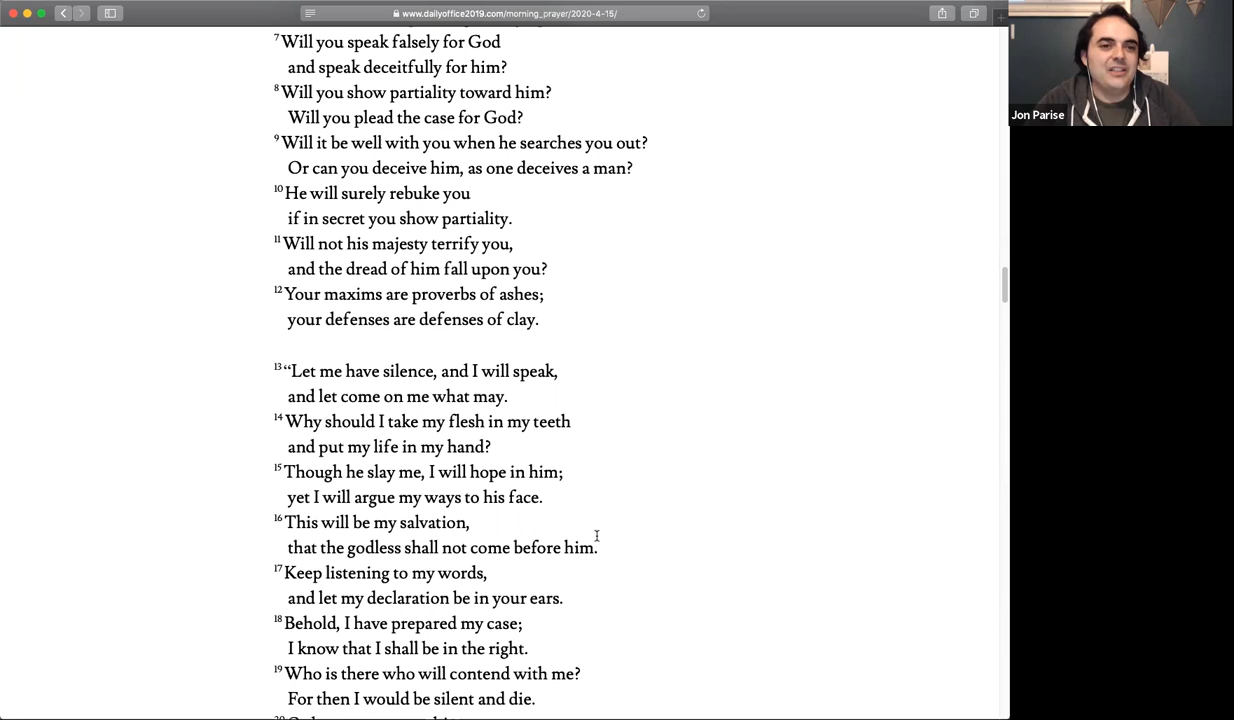 www.dailyoffice2019.com/morning_prayer/2020-4-15/
7 Will you speak falsely for God
and speak deceitfully for him?
8 Will you show partiality toward him?
Will you plead the case for God?
9 Will it be well with you when he searches you out?
Or can you deceive him, as one deceives a man?
10 He will surely rebuke you
if in secret you show partiality.
11 Will not his majesty terrify you,
and the dread of him fall upon you?
12 Your maxims are proverbs of ashes;
your defenses are defenses of clay.
13 “Let me have silence, and I will speak,
and let come on me what may.
14 Why should I take my flesh in my teeth
and put my life in my hand?
15 Though he slay me, I will hope in him;
yet I will argue my ways to his face.
16 This will be my salvation,
that the godless shall not come before him.
17 Keep listening to my words,
and let my declaration be in your ears.
18 Behold, I have prepared my case;
I know that I shall be in the right.
19 Who is there who will contend with me?
For then I would be silent and die.
Jon Parise